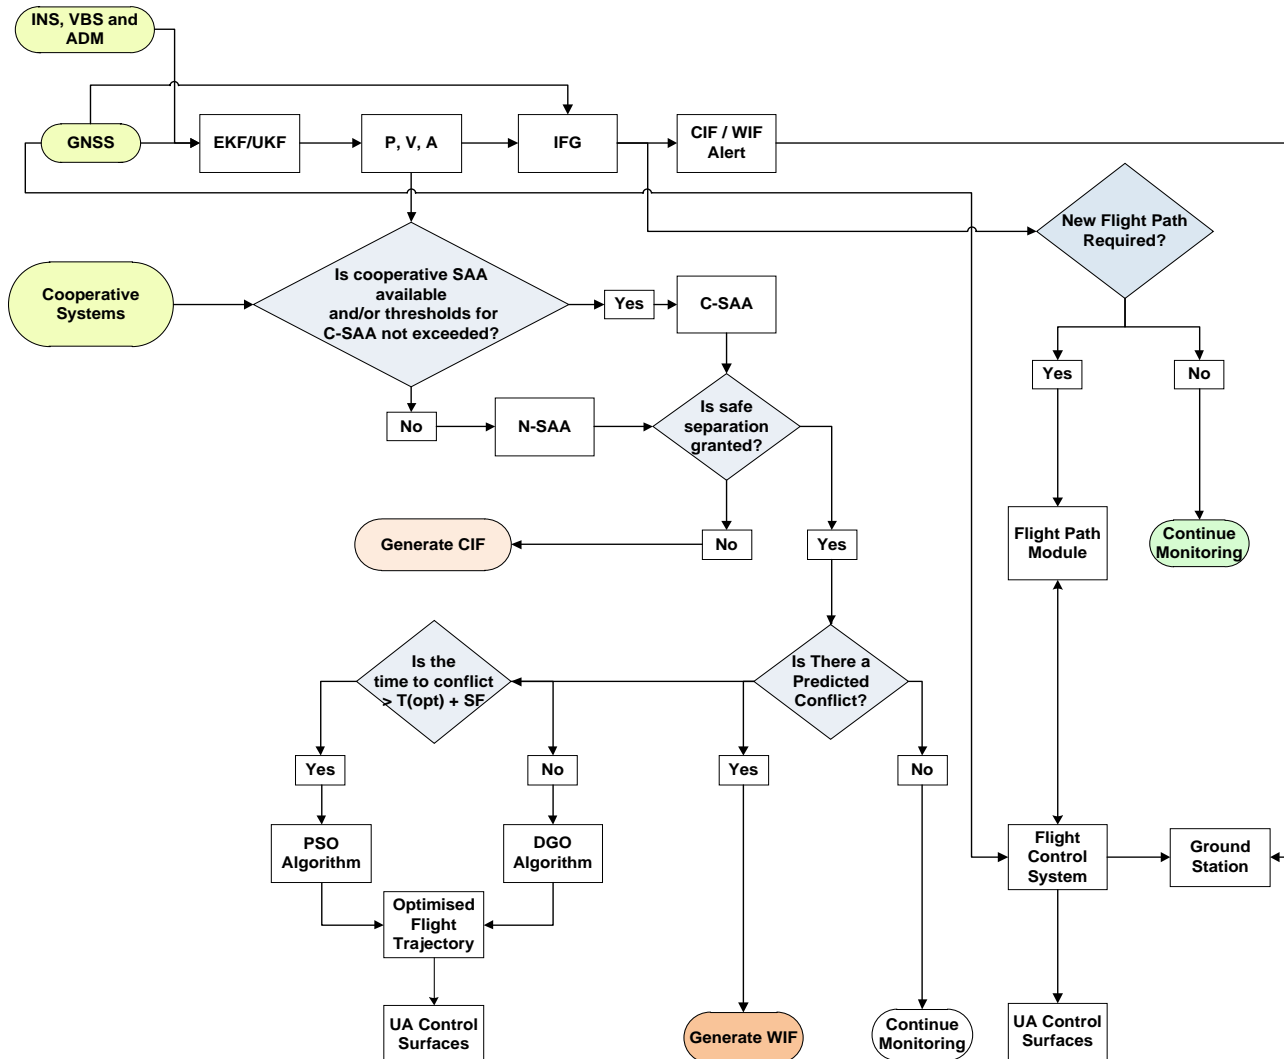 INS, VBS and
ADM
GNSS
EKF/UKF
P, V, A
IFG
CIF / WIF
Alert
New Flight Path
Required?
Cooperative
Systems
Is cooperative SAA
available
and/or thresholds for
C-SAA not exceeded?
Yes
C-SAA
Yes
No
No
N-SAA
Is safe
separation
granted?
Generate CIF
No
Yes
Flight Path
Module
Continue
Monitoring
Is the
time to conflict
> T(opt) + SF
Is There a
Predicted
Conflict?
Yes
No
Yes
No
PSO
Algorithm
DGO
Algorithm
Flight
Control
System
Ground
Station
Optimised
Flight
Trajectory
UA Control
Surfaces
Generate WIF
Continue
Monitoring
UA Control
Surfaces